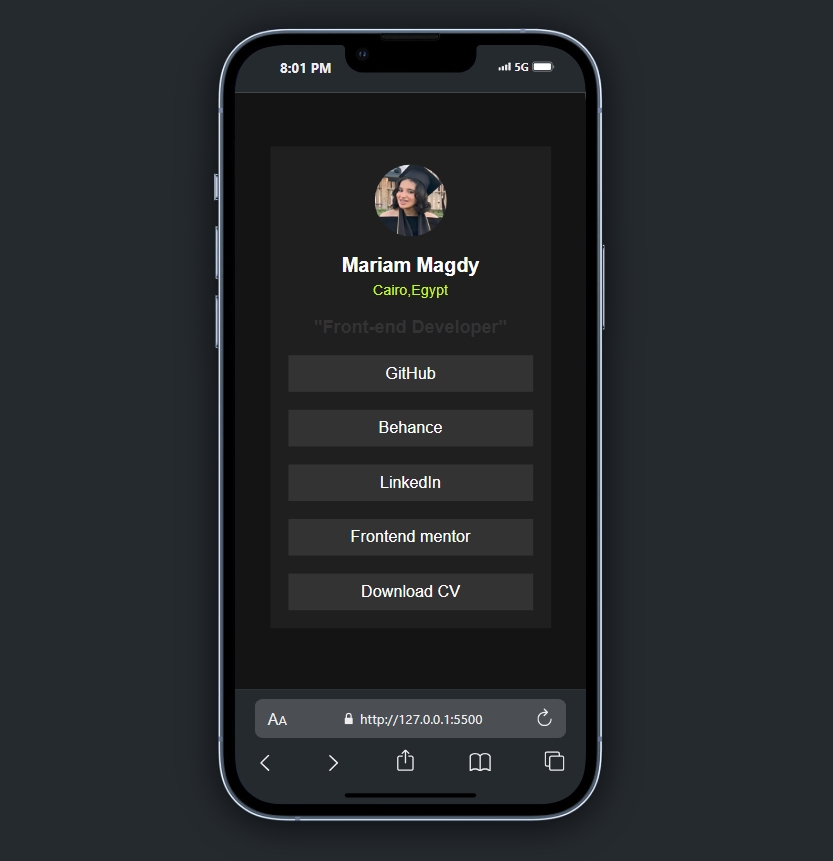 8:01 PM 5G
Mariam Magdy
Cairo,Egypt
"Front-end Developer"
GitHub
Behance
LinkedIn
Frontend mentor
Download CV
AA http://127.0.0.1:5500